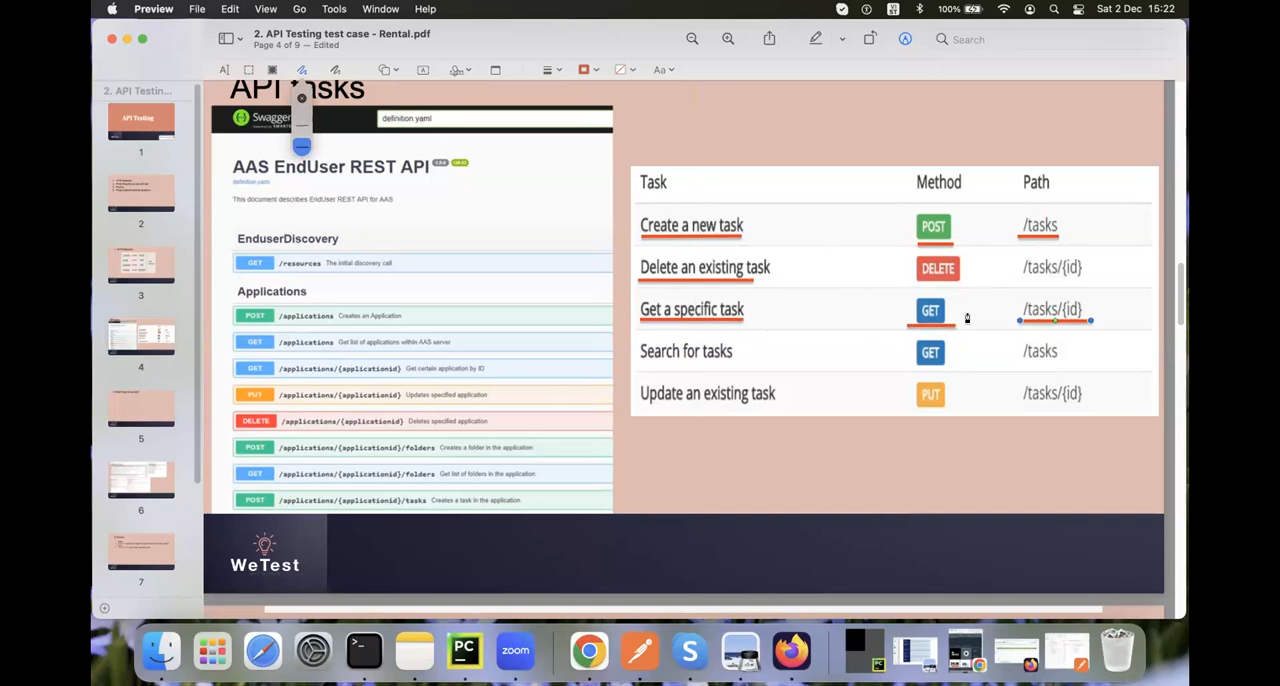 Preview File Edit View Go Tools Window Help 100% Sat 2 Dec 15:22
2. API Testing test case - Rental.pdf
Page 4 of 9 — Edited
Search
2. API Testin...
API tasks
Swagger
definition yaml
AAS EndUser REST API
definition.yaml
This document describes EndUser REST API for AAS
EnduserDiscovery
GET /resources The initial discovery call
Applications
POST /applications Creates an Application
GET /applications Get list of applications within AAS server
GET /applications/{applicationid} Get certain application by ID
PUT /applications/{applicationid} Updates specified application
DELETE /applications/{applicationid} Deletes specified application
POST /applications/{applicationid}/folders Creates a folder in the application
GET /applications/{applicationid}/folders Get list of folders in the application
POST /applications/{applicationid}/tasks Creates a task in the application
Task Method Path
Create a new task POST /tasks
Delete an existing task DELETE /tasks/{id}
Get a specific task GET /tasks/{id}
Search for tasks GET /tasks
Update an existing task PUT /tasks/{id}
WeTest
API Testing
1
2
3
4
5
6
7
PC
zoom